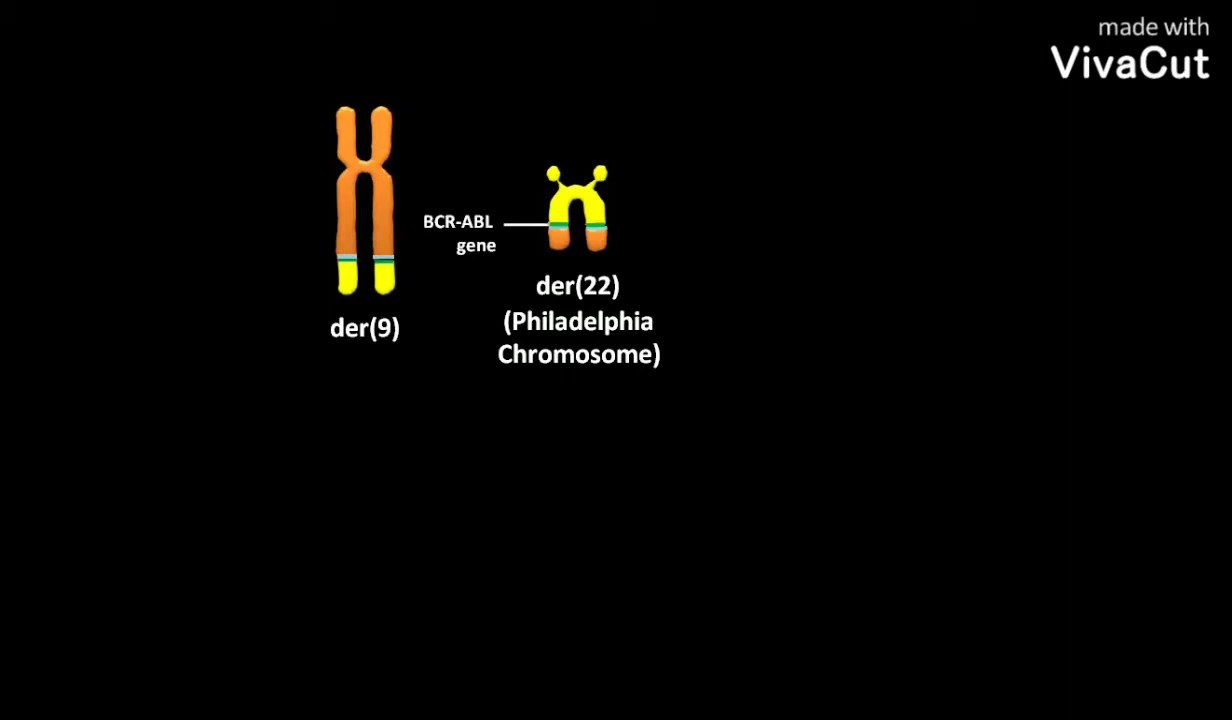 made with
VivaCut
BCR-ABL
gene
der(9)
der(22)
(Philadelphia
Chromosome)